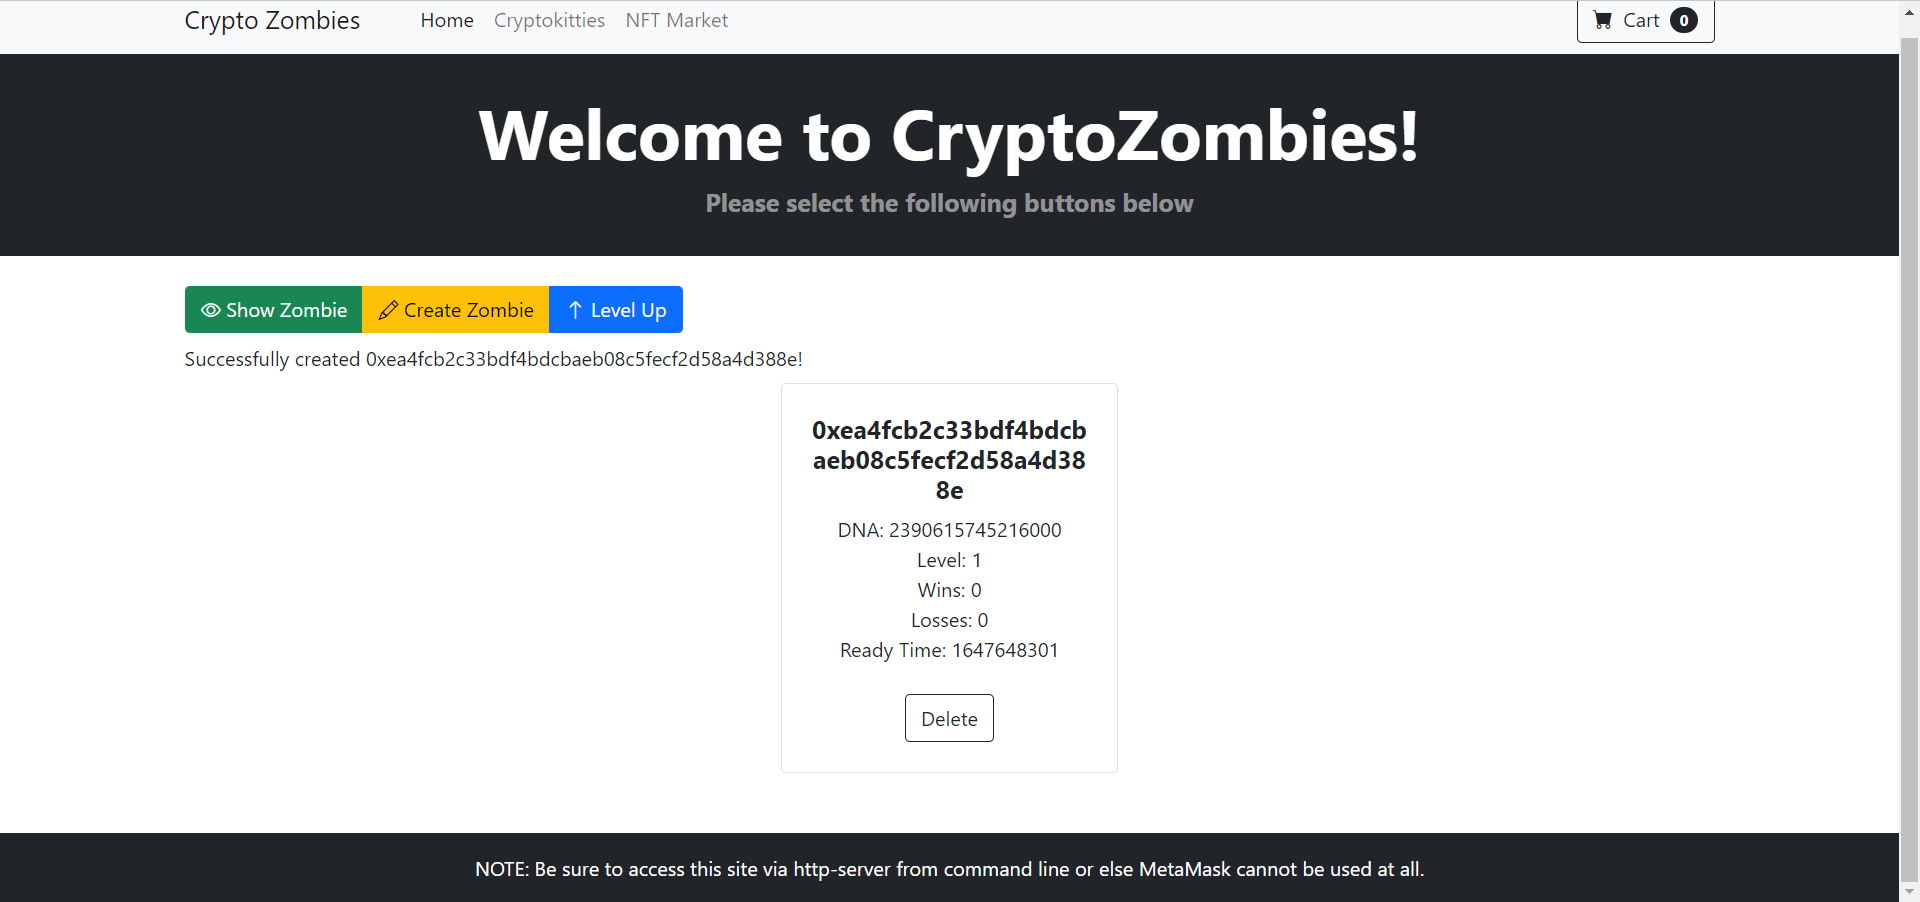 Crypto Zombies Home Cryptokitties NFT Market Cart 0
Welcome to CryptoZombies!
Please select the following buttons below
Show Zombie Create Zombie Level Up
Successfully created 0xea4fcb2c33bdf4bdcbaeb08c5fecf2d58a4d388e!
0xea4fcb2c33bdf4bdcb
aeb08c5fecf2d58a4d38
8e
DNA: 2390615745216000
Level: 1
Wins: 0
Losses: 0
Ready Time: 1647648301
Delete
NOTE: Be sure to access this site via http-server from command line or else MetaMask cannot be used at all.